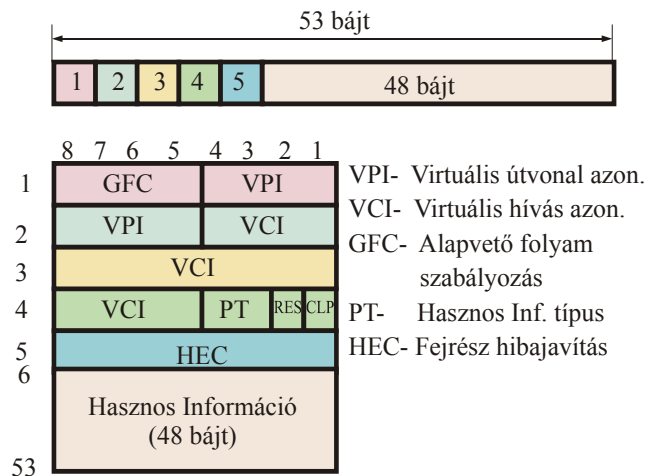 53 bájt
1 2 3 4 5 48 bájt
8 7 6 5 4 3 2 1
1 GFC VPI
2 VPI VCI
3 VCI
4 VCI PT RES CLP
5 HEC
6
Hasznos Információ
(48 bájt)
53
VPI- Virtuális útvonal azon.
VCI- Virtuális hívás azon.
GFC- Alapvető folyam
szabályozás
PT- Hasznos Inf. típus
HEC- Fejrész hibajavítás